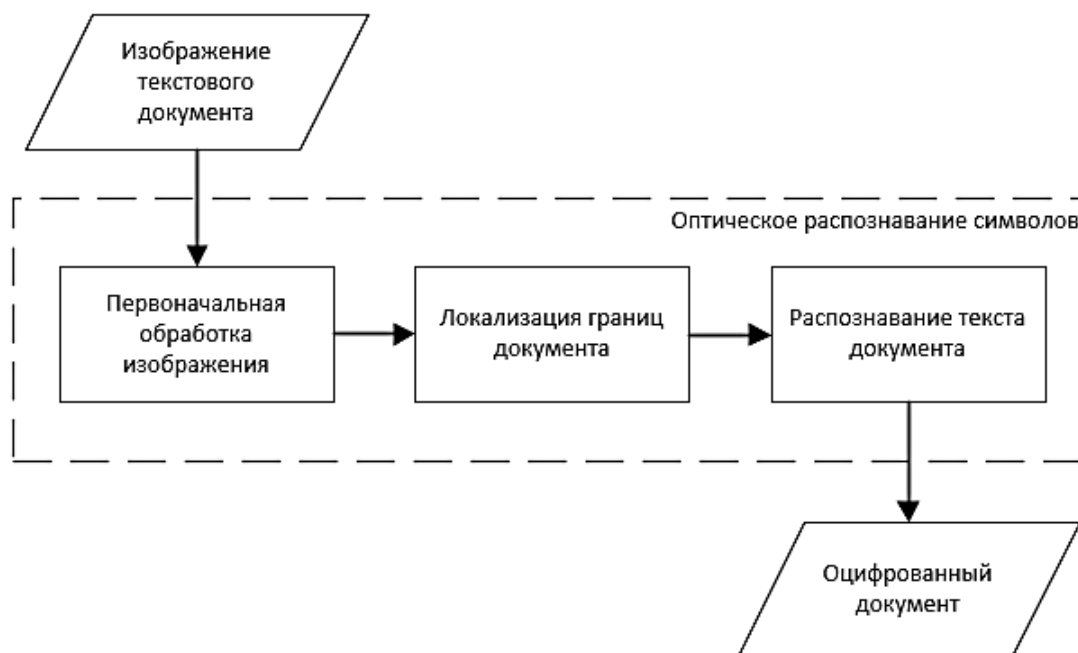 Изображение
текстового
документа
Оптическое распознавание символов
Первоначальная
обработка
изображения
Локализация границ
документа
Распознавание текста
документа
Оцифрованный
документ